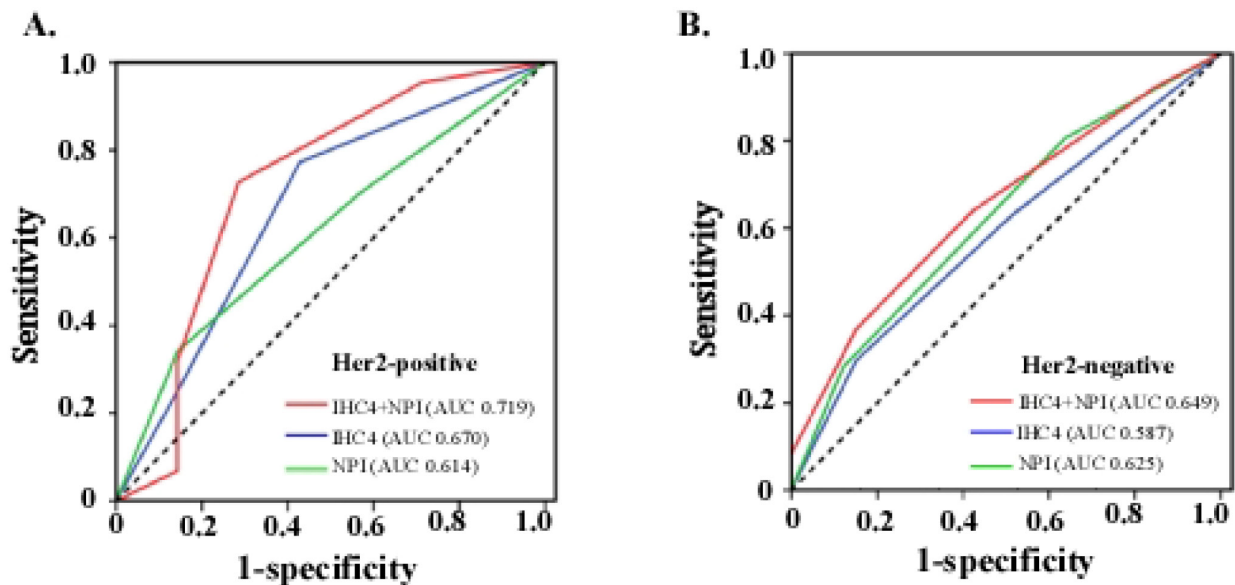 A.
1.0
0.8
0.6
0.4
0.2
0
Sensitivity
Her2-positive
IHC4+NPI (AUC 0.719)
IHC4 (AUC 0.670)
NPI (AUC 0.614)
0
0.2
0.4
0.6
0.8
1.0
1-specificity
B.
1.0
0.8
0.6
0.4
0.2
0
Sensitivity
Her2-negative
IHC4+NPI (AUC 0.649)
IHC4 (AUC 0.587)
NPI (AUC 0.625)
0
0.2
0.4
0.6
0.8
1.0
1-specificity